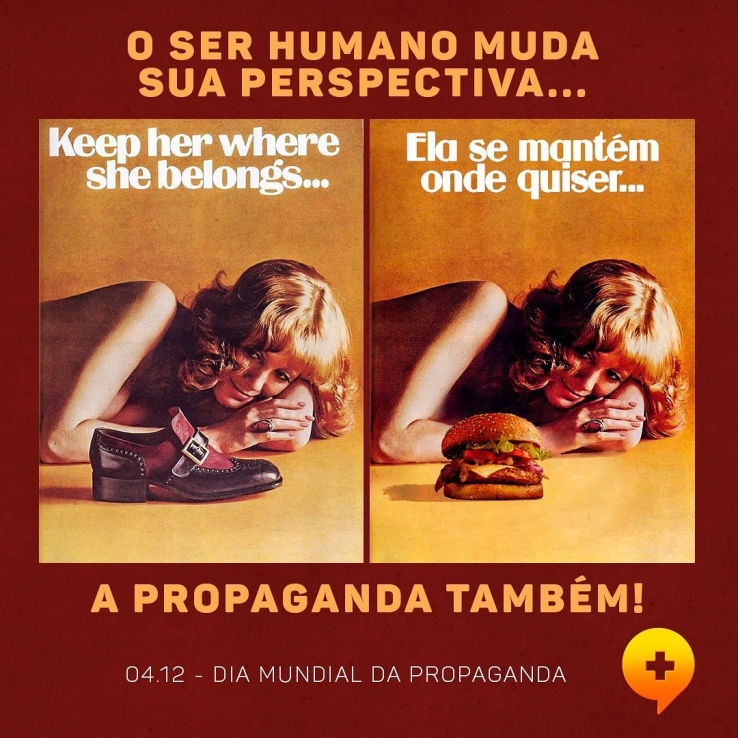 O SER HUMANO MUDA
SUA PERSPECTIVA...
Keep her where
she belongs...
Ela se mantém
onde quiser...
A PROPAGANDA TAMBÉM!
04.12 - DIA MUNDIAL DA PROPAGANDA